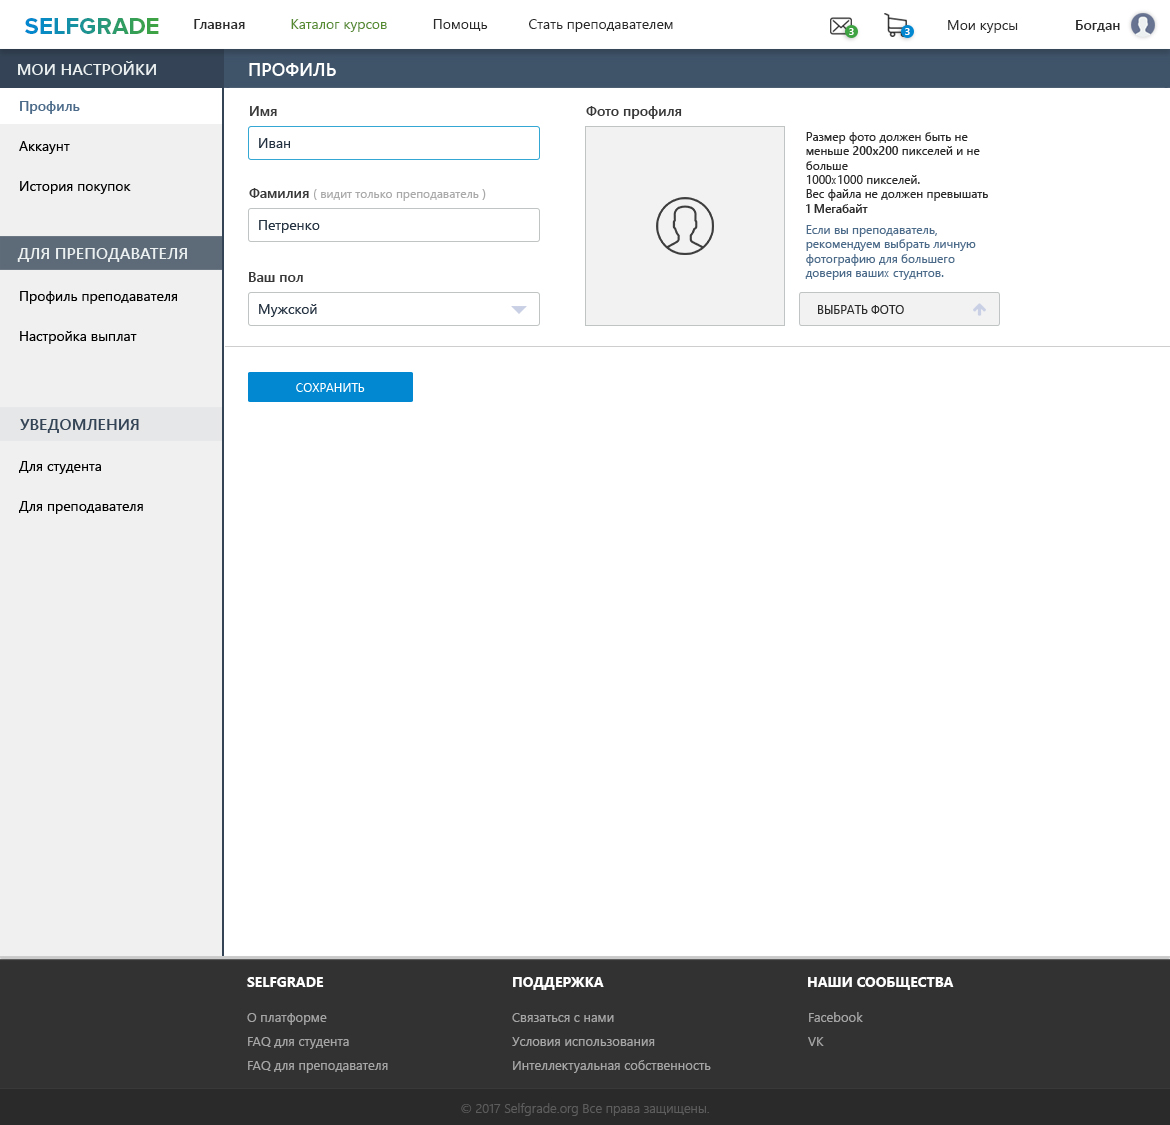 SELFGRADE
Главная
Каталог курсов
Помощь
Стать преподавателем
3
3
Мои курсы
Богдан
МОИ НАСТРОЙКИ
Профиль
Аккаунт
История покупок
ДЛЯ ПРЕПОДАВАТЕЛЯ
Профиль преподавателя
Настройка выплат
УВЕДОМЛЕНИЯ
Для студента
Для преподавателя
ПРОФИЛЬ
Имя
Иван
Фамилия ( видит только преподаватель )
Петренко
Ваш пол
Мужской
Фото профиля
Размер фото должен быть не
меньше 200x200 пикселей и не
больше
1000x1000 пикселей.
Вес файла не должен превышать
1 Мегабайт
Если вы преподаватель,
рекомендуем выбрать личную
фотографию для большего
доверия ваших студнтов.
ВЫБРАТЬ ФОТО
СОХРАНИТЬ
SELFGRADE
О платформе
FAQ для студента
FAQ для преподавателя
ПОДДЕРЖКА
Связаться с нами
Условия использования
Интеллектуальная собственность
НАШИ СООБЩЕСТВА
Facebook
VK
© 2017 Selfgrade.org Все права защищены.